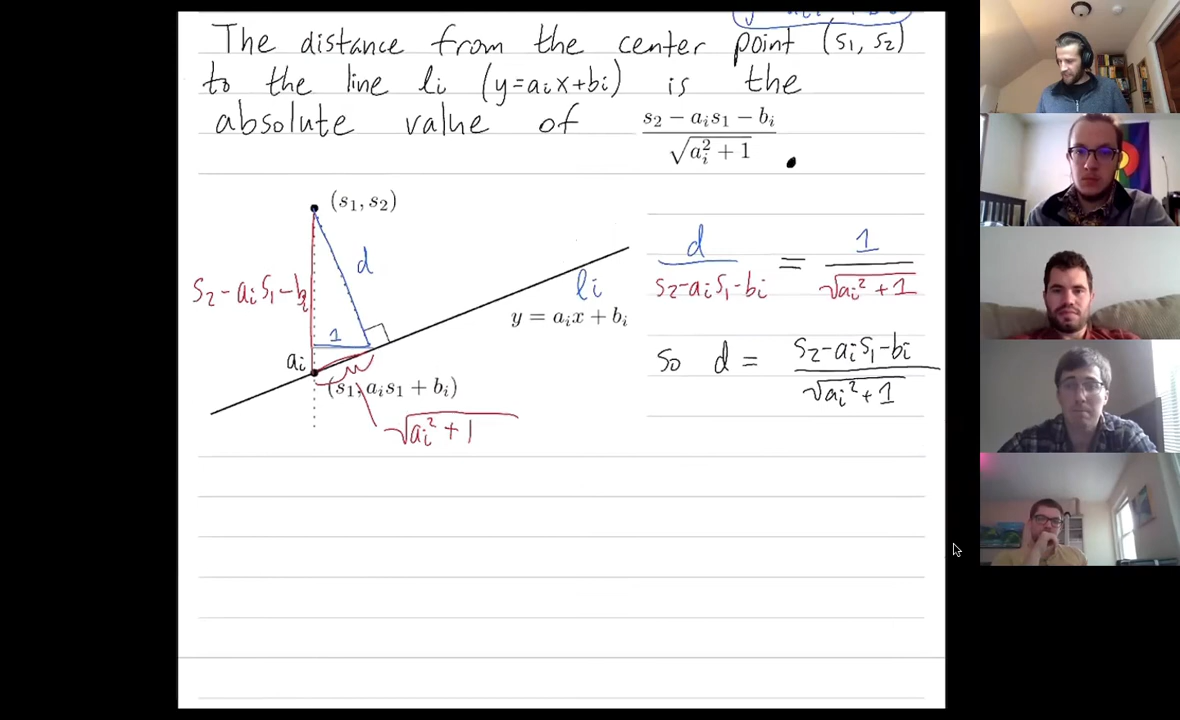 The distance from the center point (s₁, s₂)
to the line li (y=aᵢx+bᵢ) is the
absolute value of (s₂ − aᵢs₁ − bᵢ)/√(aᵢ² + 1) .
(s₁, s₂)
d
S₂-aᵢS₁-bᵢ
1
aᵢ
(s₁, aᵢs₁ + bᵢ)
√(aᵢ² + 1)
li
y = aᵢx + bᵢ
d/(S₂-aᵢS₁-bᵢ) = 1/√(aᵢ² + 1)
So d = (S₂-aᵢS₁-bᵢ)/√(aᵢ² + 1)